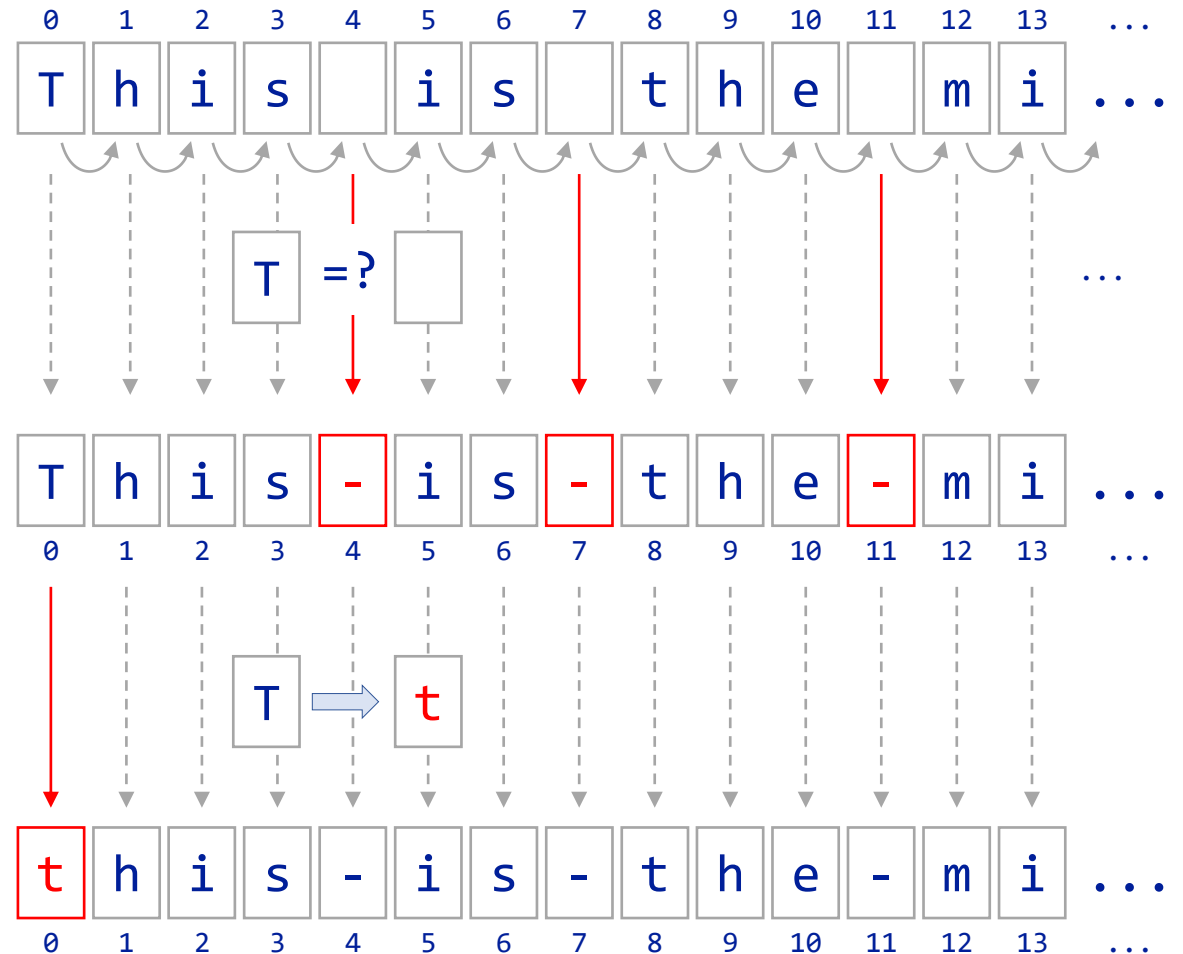 0 1 2 3 4 5 6 7 8 9 10 11 12 13 ...
T h i s i s t h e m i ...
T =? ...
T h i s - i s - t h e - m i ...
0 1 2 3 4 5 6 7 8 9 10 11 12 13 ...
T t
t h i s - i s - t h e - m i ...
0 1 2 3 4 5 6 7 8 9 10 11 12 13 ...